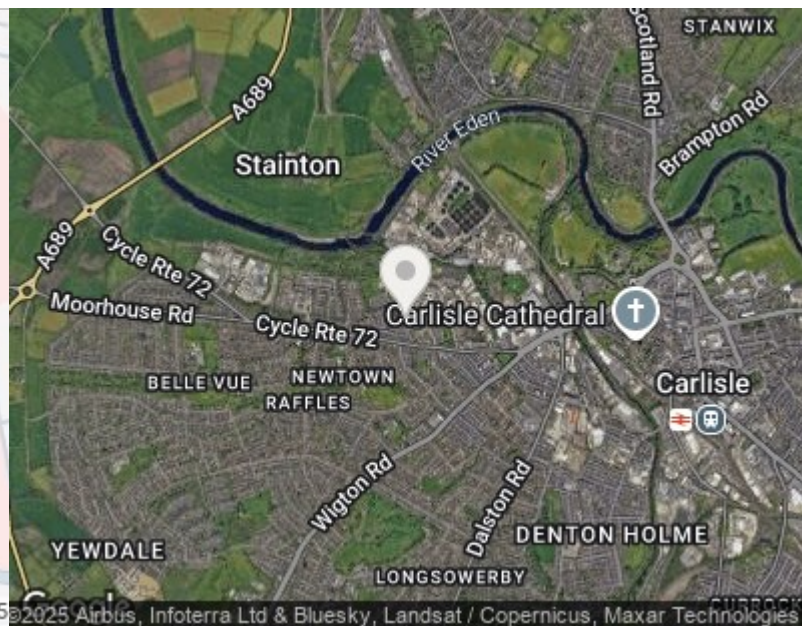 STANWIX
Scotland Rd
A689
Brampton Rd
River Eden
Stainton
A689
Cycle Rte 72
Moorhouse Rd
Cycle Rte 72
Carlisle Cathedral
BELLE VUE
NEWTOWN
RAFFLES
Carlisle
Wigton Rd
Dalston Rd
DENTON HOLME
YEWDALE
LONGSOWERBY
Google
©2025 Airbus, Infoterra Ltd & Bluesky, Landsat / Copernicus, Maxar Technologies